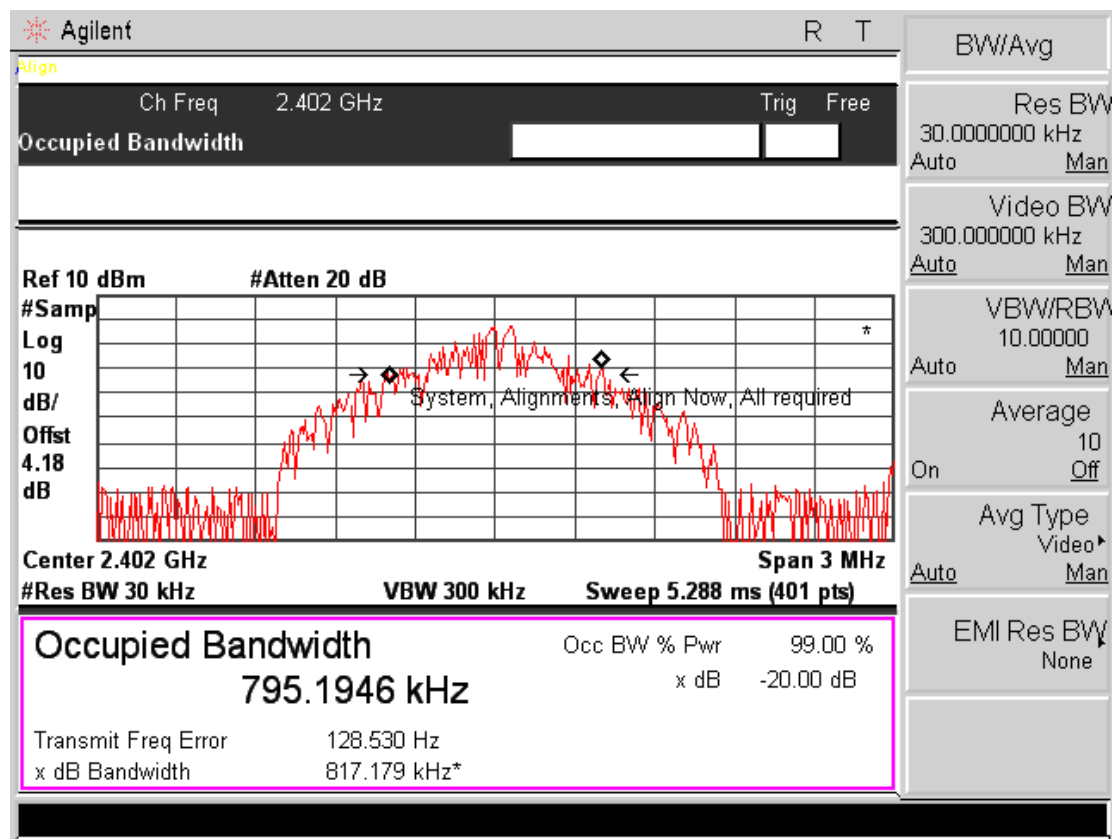 Agilent R T
Align
Ch Freq 2.402 GHz Trig Free
Occupied Bandwidth
Ref 10 dBm #Atten 20 dB
#Samp
Log
10
dB/
Offst
4.18
dB
*
System, Alignments, Align Now, All required
Center 2.402 GHz Span 3 MHz
#Res BW 30 kHz VBW 300 kHz Sweep 5.288 ms (401 pts)
Occupied Bandwidth Occ BW % Pwr 99.00 %
795.1946 kHz x dB -20.00 dB
Transmit Freq Error 128.530 Hz
x dB Bandwidth 817.179 kHz*
BW/Avg
Res BW
30.0000000 kHz
Auto Man
Video BW
300.000000 kHz
Auto Man
VBW/RBW
10.00000
Auto Man
Average
10
On Off
Avg Type
Video
Auto Man
EMI Res BW
None